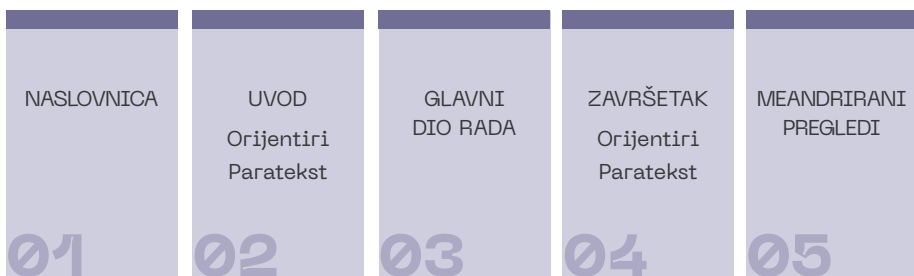 NASLOVNICA
01
UVOD
Orijentiri
Paratekst
02
GLAVNI
DIO RADA
03
ZAVRŠETAK
Orijentiri
Paratekst
04
MEANDRIRANI
PREGLEDI
05